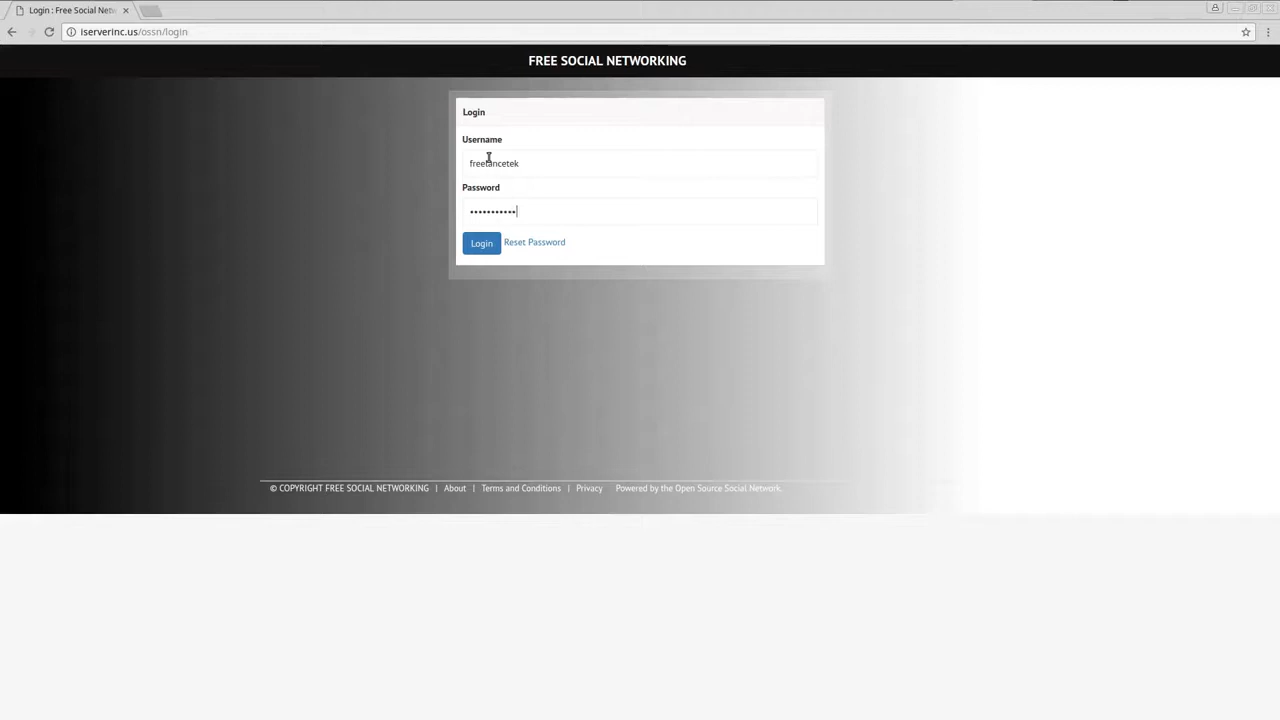 Login : Free Social Netw
iserverinc.us/ossn/login
FREE SOCIAL NETWORKING
Login
Username
freelancetek
Password
•••••••••••
Login Reset Password
© COPYRIGHT FREE SOCIAL NETWORKING | About | Terms and Conditions | Privacy Powered by the Open Source Social Network.